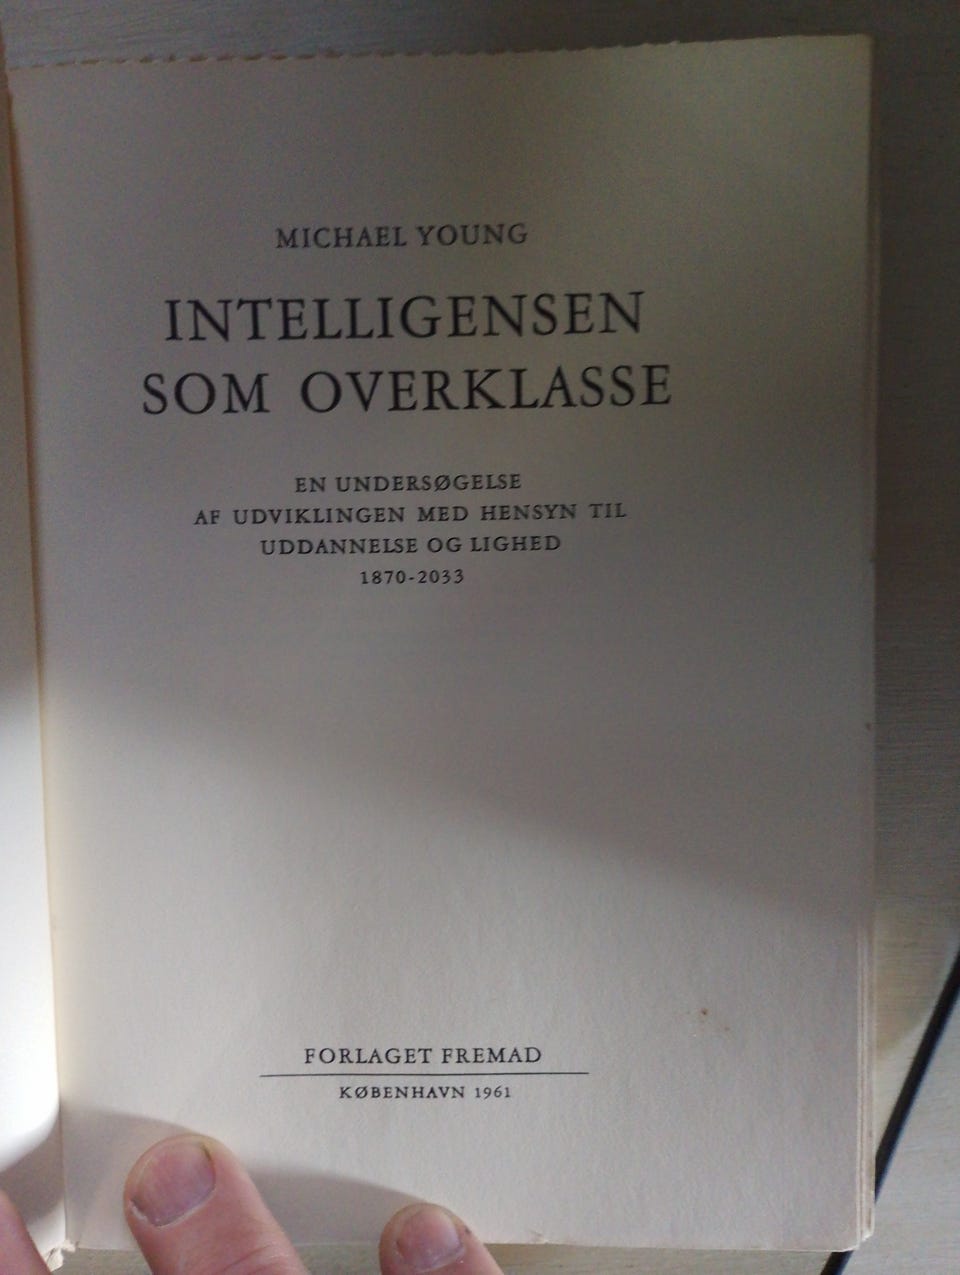 MICHAEL YOUNG
INTELLIGENSEN
SOM OVERKLASSE
EN UNDERSØGELSE
AF UDVIKLINGEN MED HENSYN TIL
UDDANNELSE OG LIGHED
1870-2033
FORLAGET FREMAD
KØBENHAVN 1961